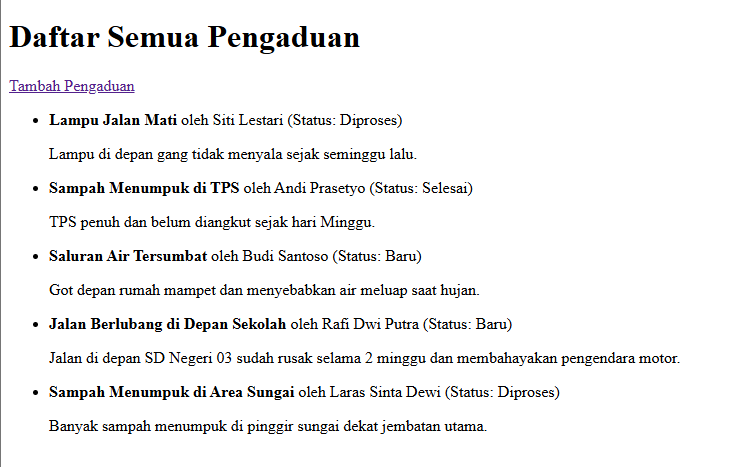 Daftar Semua Pengaduan
Tambah Pengaduan
Lampu Jalan Mati oleh Siti Lestari (Status: Diproses)
Lampu di depan gang tidak menyala sejak seminggu lalu.
Sampah Menumpuk di TPS oleh Andi Prasetyo (Status: Selesai)
TPS penuh dan belum diangkut sejak hari Minggu.
Saluran Air Tersumbat oleh Budi Santoso (Status: Baru)
Got depan rumah mampet dan menyebabkan air meluap saat hujan.
Jalan Berlubang di Depan Sekolah oleh Rafi Dwi Putra (Status: Baru)
Jalan di depan SD Negeri 03 sudah rusak selama 2 minggu dan membahayakan pengendara motor.
Sampah Menumpuk di Area Sungai oleh Laras Sinta Dewi (Status: Diproses)
Banyak sampah menumpuk di pinggir sungai dekat jembatan utama.